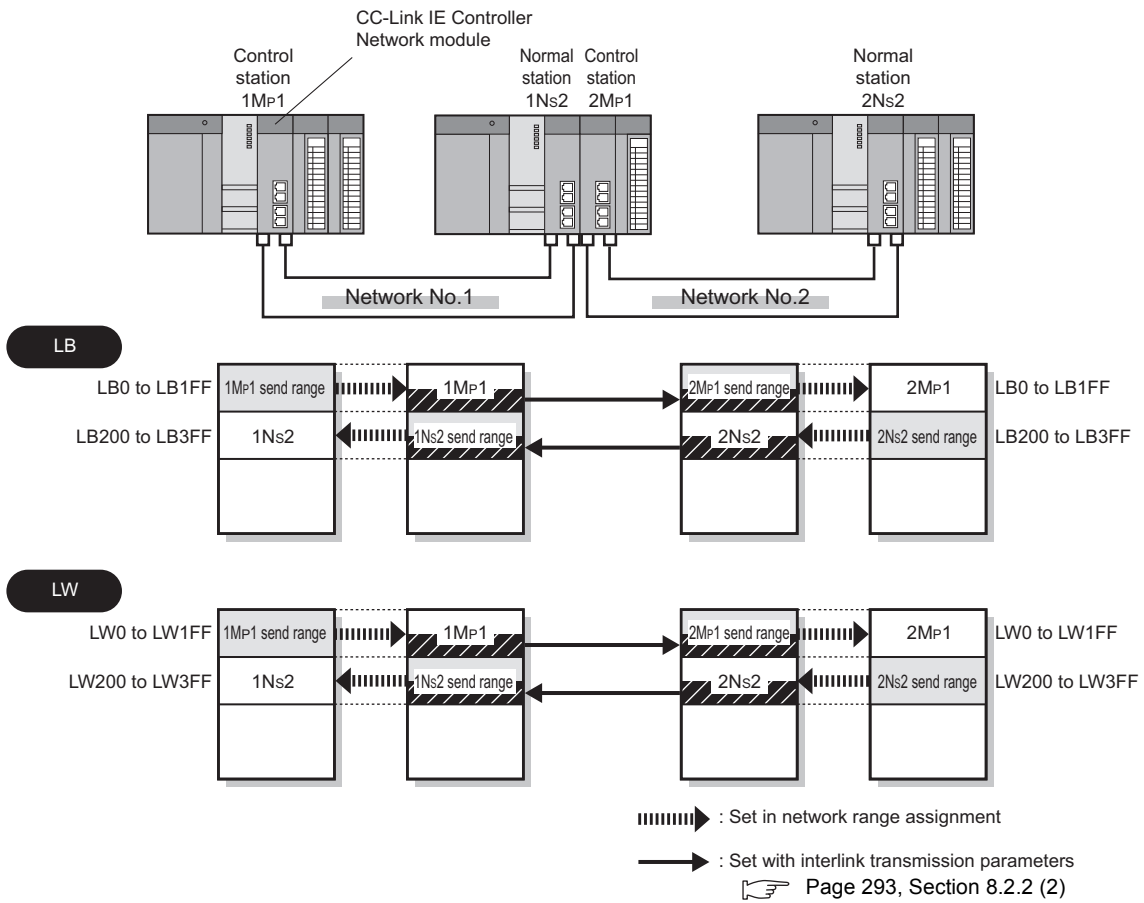 CC-Link IE Controller
Network module
Control
station
1MP1
Normal
station
1NS2
Control
station
2MP1
Normal
station
2NS2
Network No.1
Network No.2
LB
LB0 to LB1FF
1MP1 send range
1MP1
2MP1 send range
2MP1
LB0 to LB1FF
LB200 to LB3FF
1NS2
1NS2 send range
2NS2
2NS2 send range
LB200 to LB3FF
LW
LW0 to LW1FF
1MP1 send range
1MP1
2MP1 send range
2MP1
LW0 to LW1FF
LW200 to LW3FF
1NS2
1NS2 send range
2NS2
2NS2 send range
LW200 to LW3FF
: Set in network range assignment
: Set with interlink transmission parameters
Page 293, Section 8.2.2 (2)